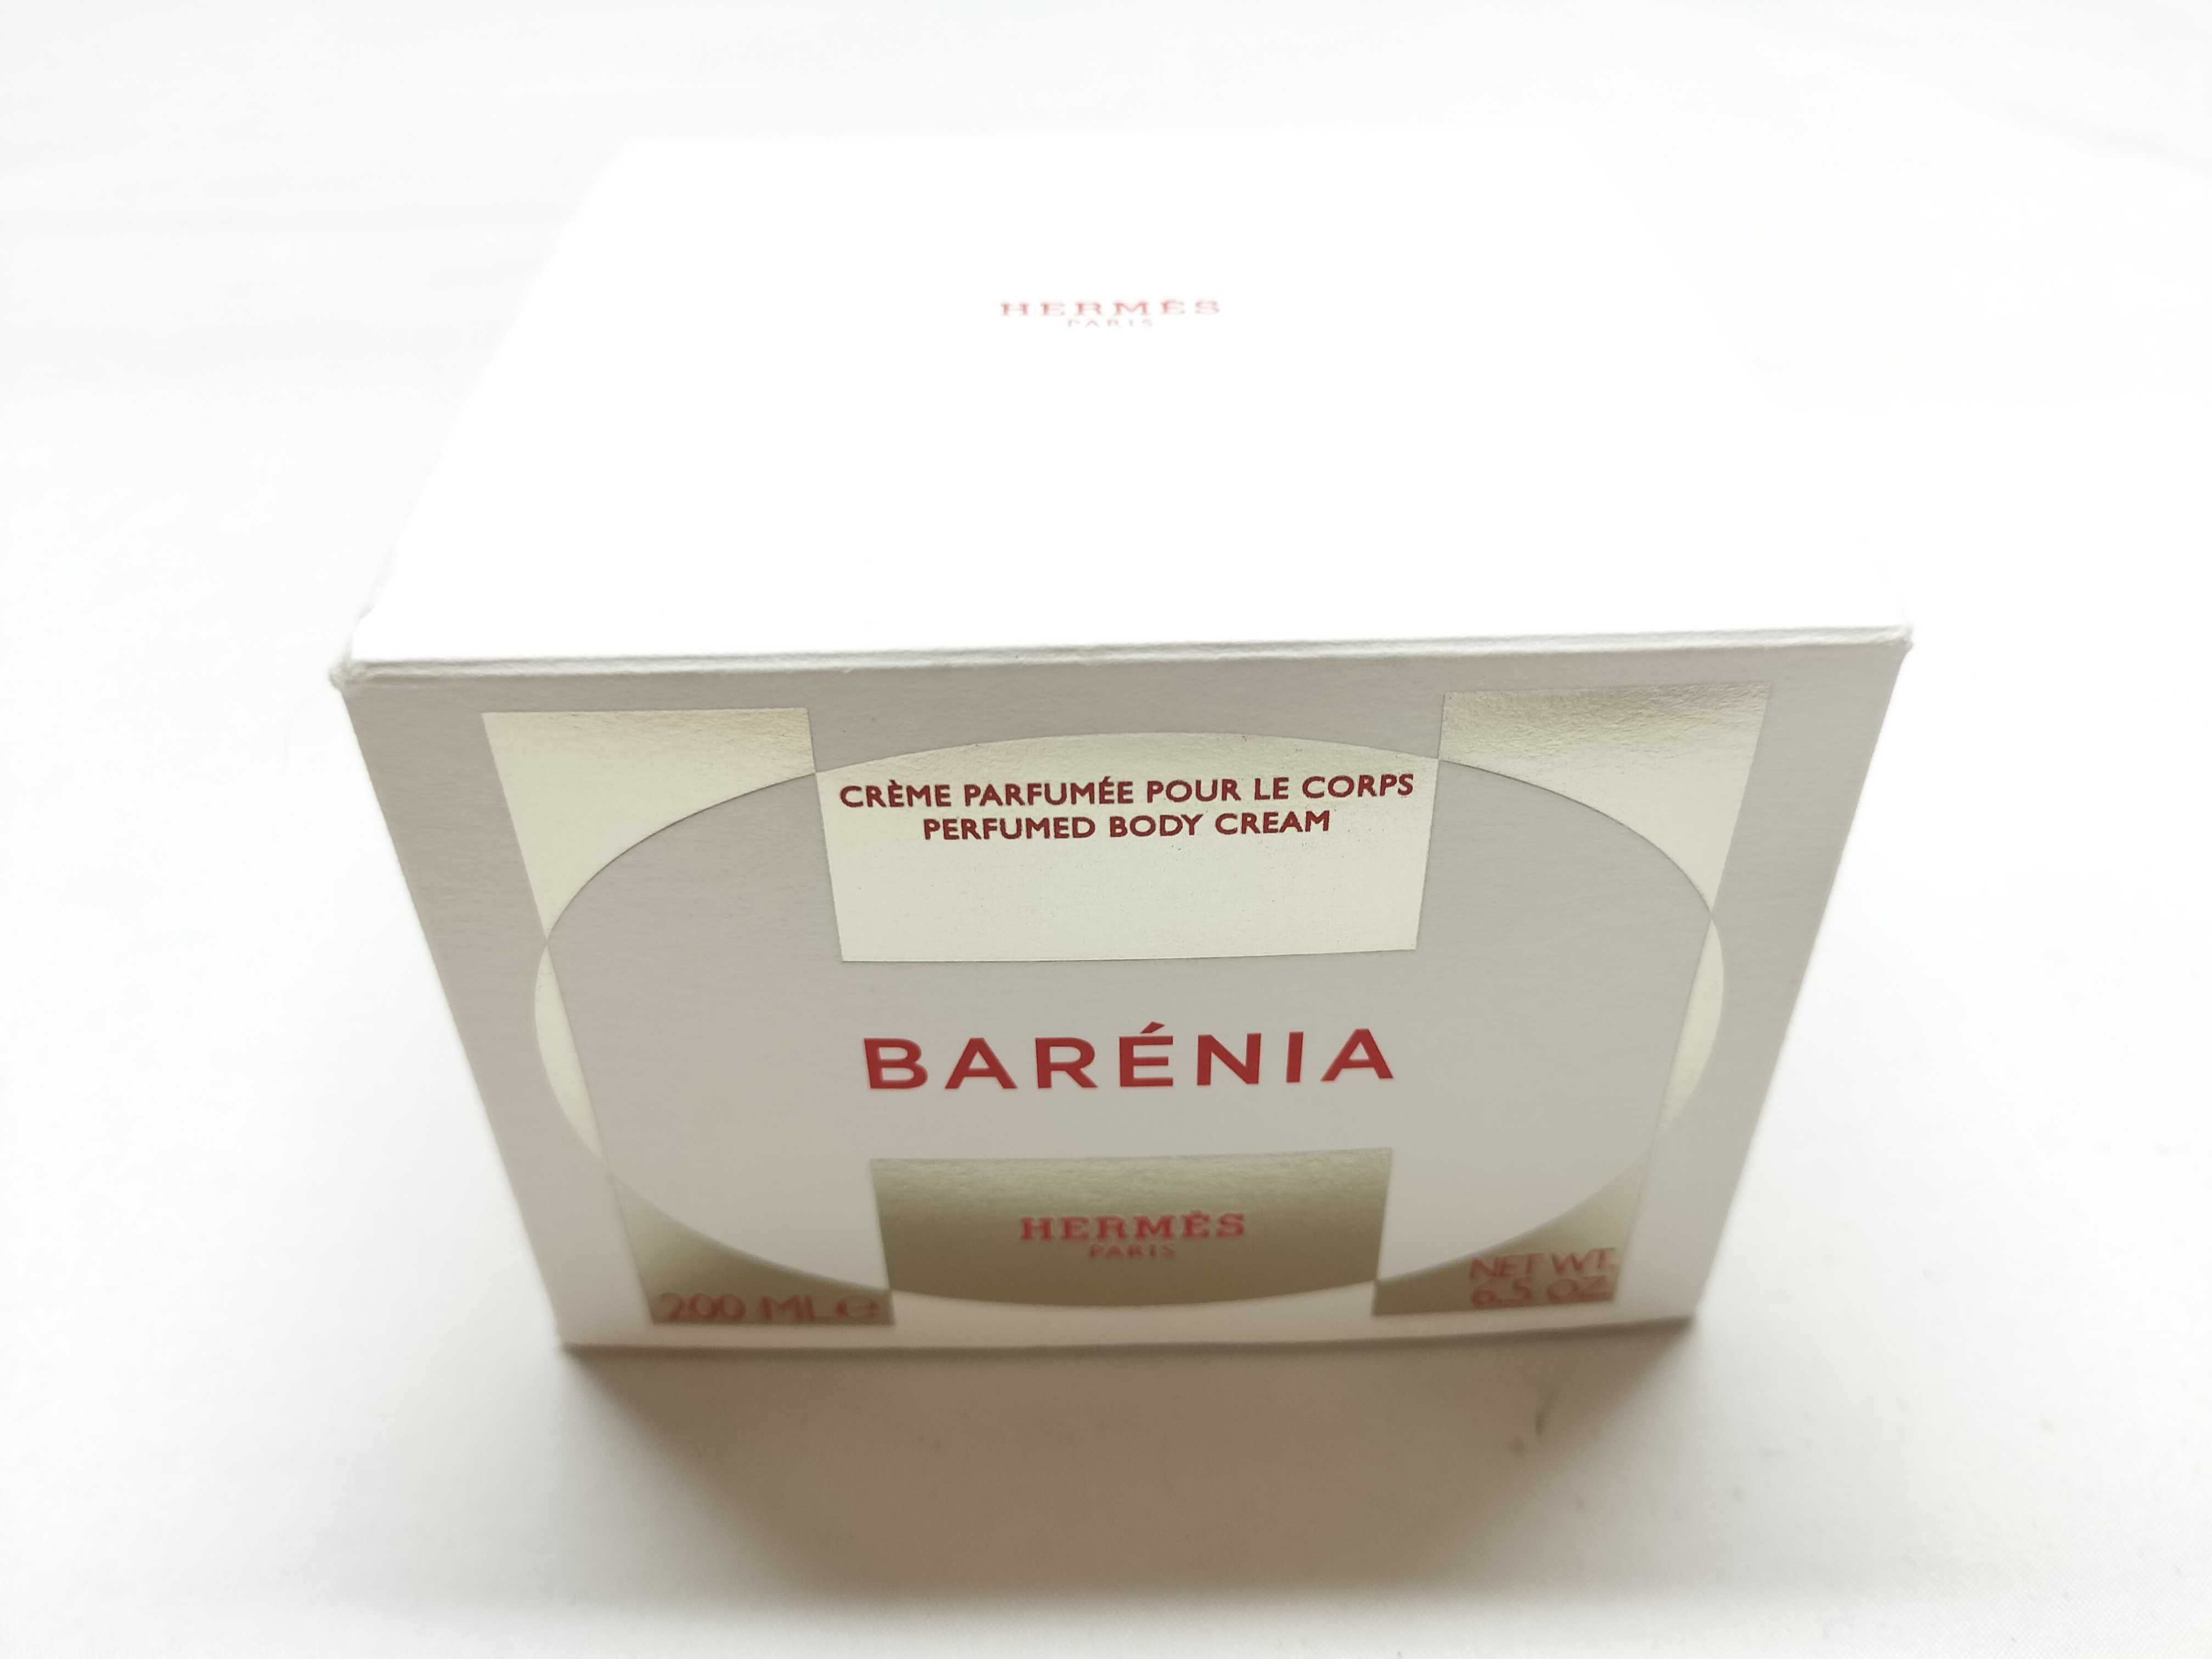 HERMÈS
PARIS
CRÈME PARFUMÉE POUR LE CORPS
PERFUMED BODY CREAM
BARÉNIA
HERMÈS
PARIS
200 ML e
NET WT.
6.5 OZ.